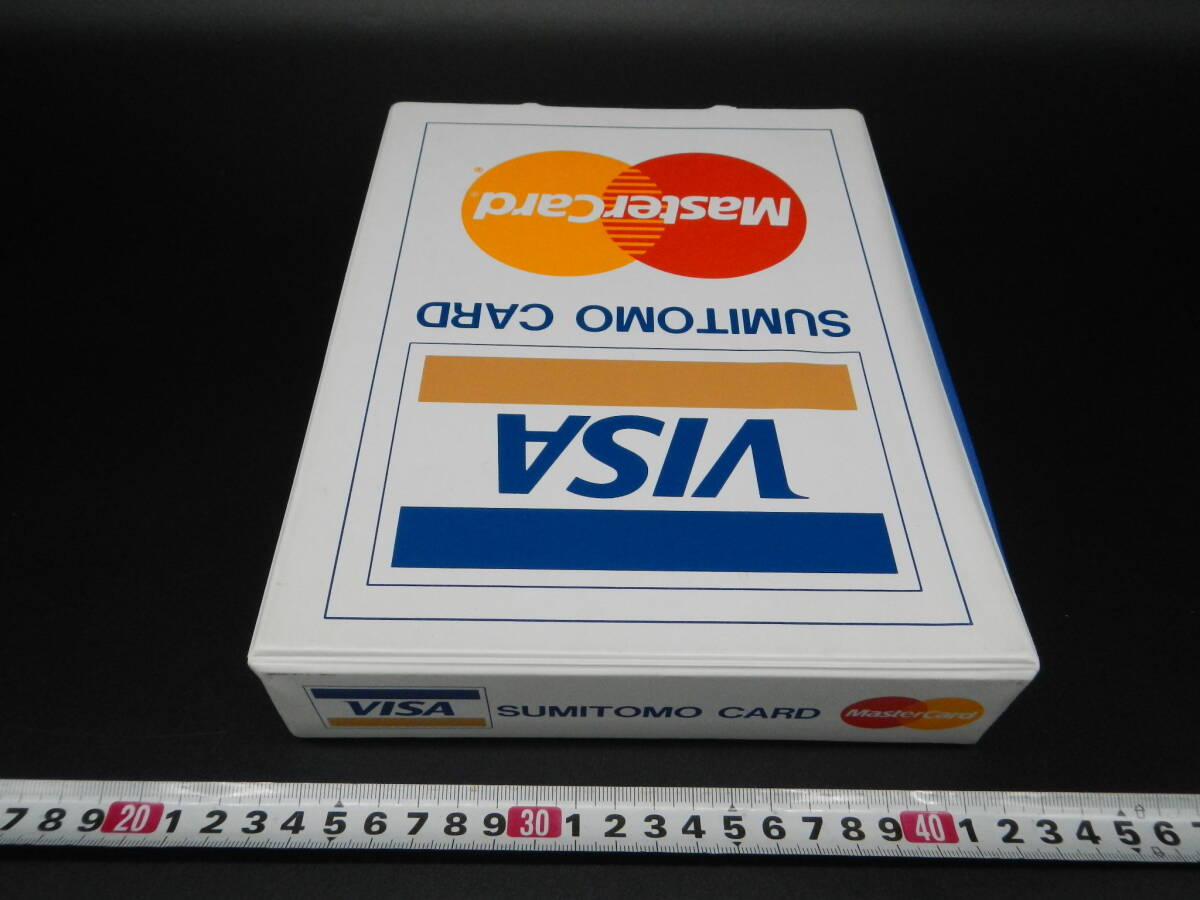 MasterCard®
®
SUMITOMO CARD
VISA
VISA SUMITOMO CARD MasterCard
7 8 9 20 1 2 3 4 5 6 7 8 9 30 1 2 3 4 5 6 7 8 9 40 1 2 3 4 5 6 7